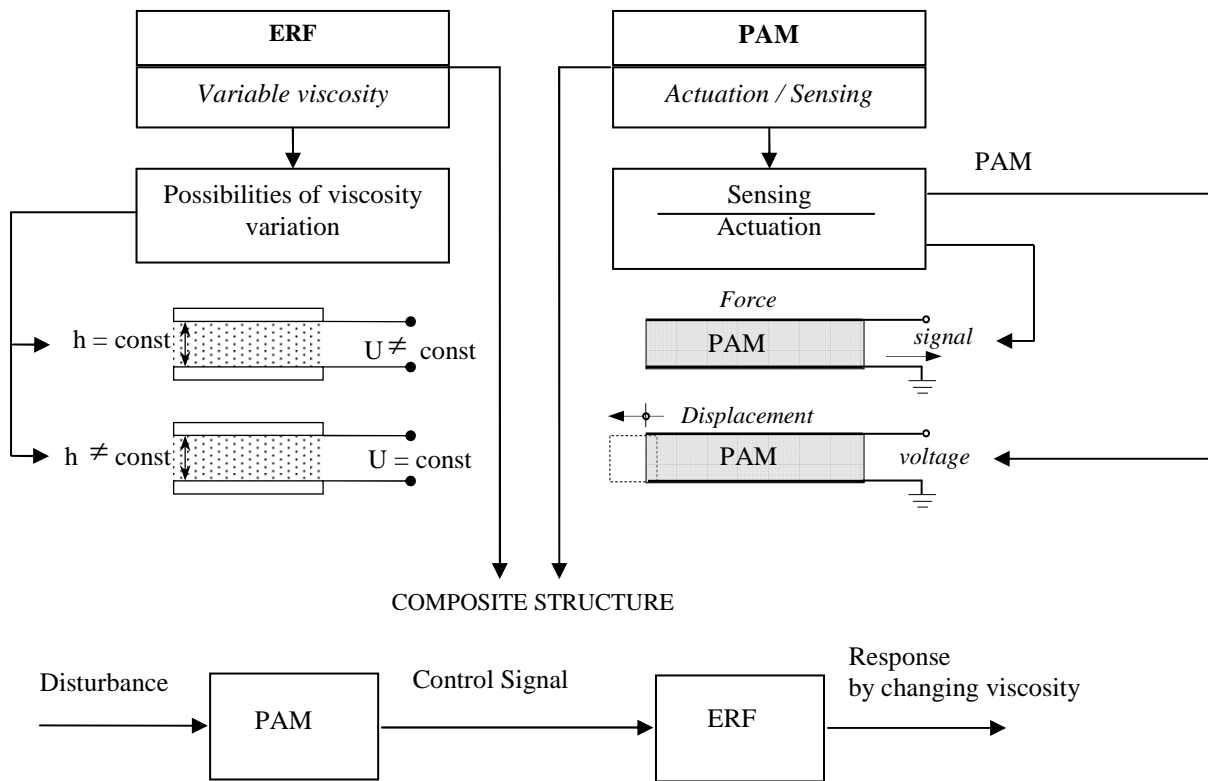 ERF
Variable viscosity
Possibilities of viscosity
variation
h = const
U ≠ const
h ≠ const
U = const
PAM
Actuation / Sensing
PAM
Sensing
Actuation
Force
PAM
signal
Displacement
PAM
voltage
COMPOSITE STRUCTURE
Disturbance
PAM
Control Signal
ERF
Response
by changing viscosity